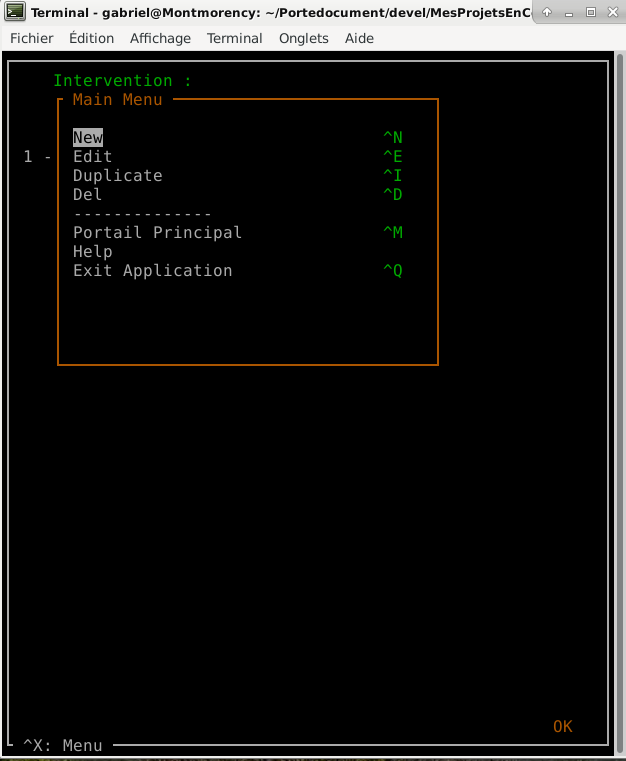 Terminal - gabriel@Montmorency: ~/Portedocument/devel/MesProjetsEnC
Fichier Édition Affichage Terminal Onglets Aide
Intervention :
Main Menu
New ^N
1 - Edit ^E
Duplicate ^I
Del ^D
--------------
Portail Principal ^M
Help
Exit Application ^Q
OK
^X: Menu